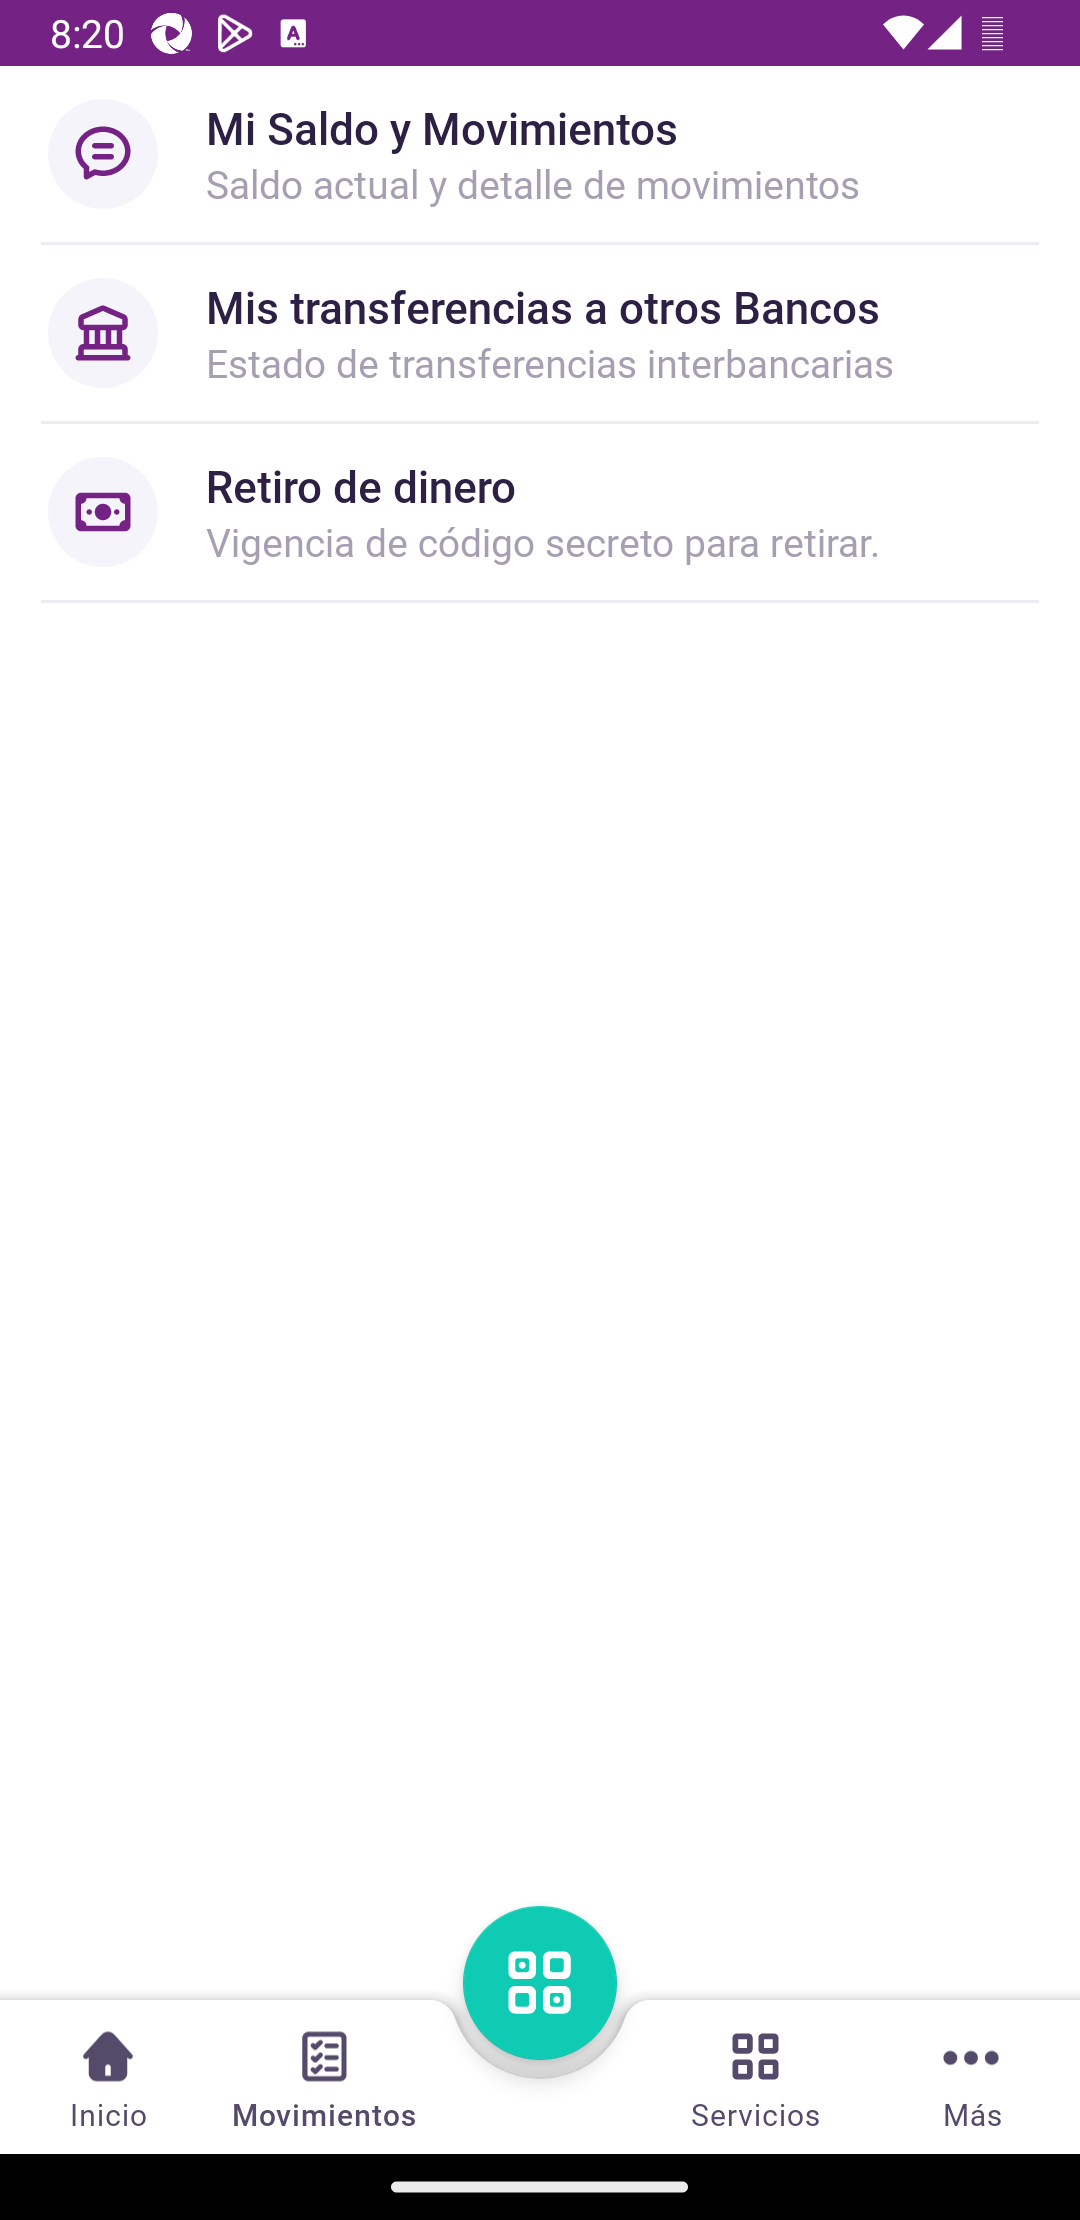 8:20
Mi Saldo y Movimientos
Saldo actual y detalle de movimientos
Mis transferencias a otros Bancos
Estado de transferencias interbancarias
Retiro de dinero
Vigencia de código secreto para retirar.
Inicio
Movimientos
Servicios
Más